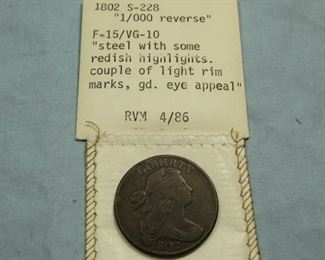 1802 S-228
"1/000 reverse"
F-15/VG-10
"steel with some
redish highlights.
couple of light rim
marks, gd. eye appeal"
RVM 4/86
LIBERTY
1802